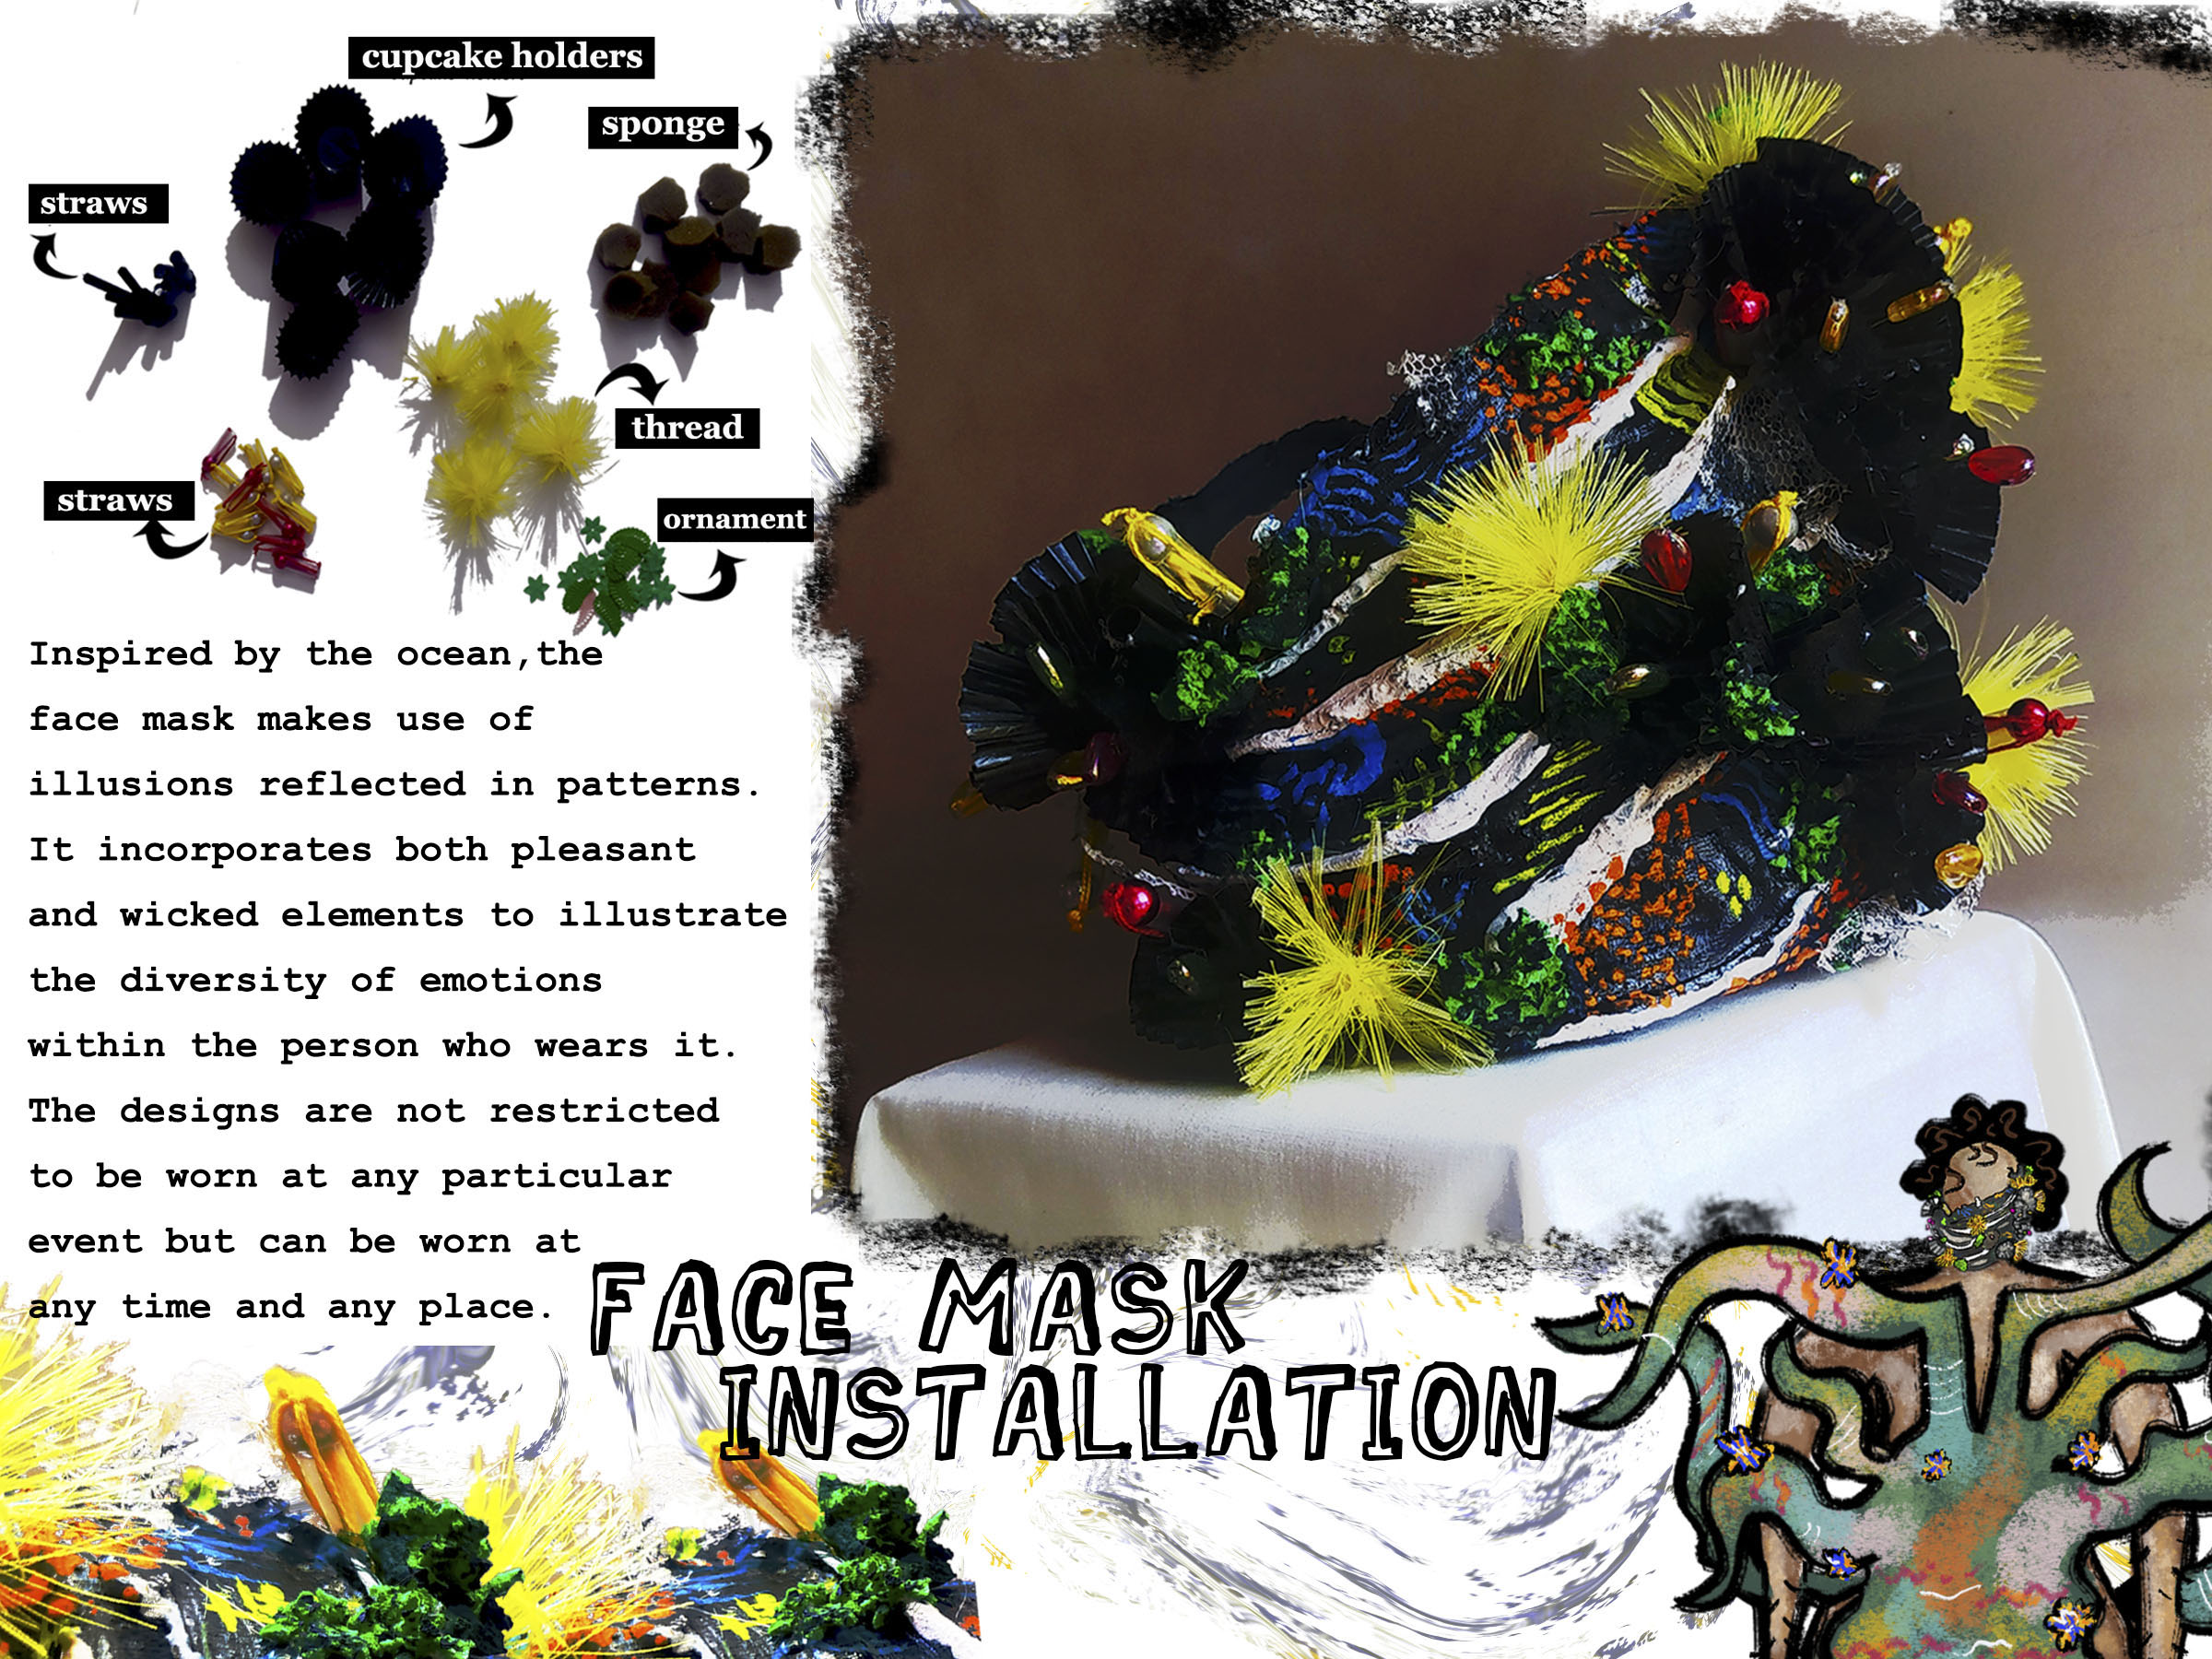 cupcake holders
sponge
straws
thread
straws
ornament
Inspired by the ocean,the
face mask makes use of
illusions reflected in patterns.
It incorporates both pleasant
and wicked elements to illustrate
the diversity of emotions
within the person who wears it.
The designs are not restricted
to be worn at any particular
event but can be worn at
any time and any place.
FACE MASK
INSTALLATION